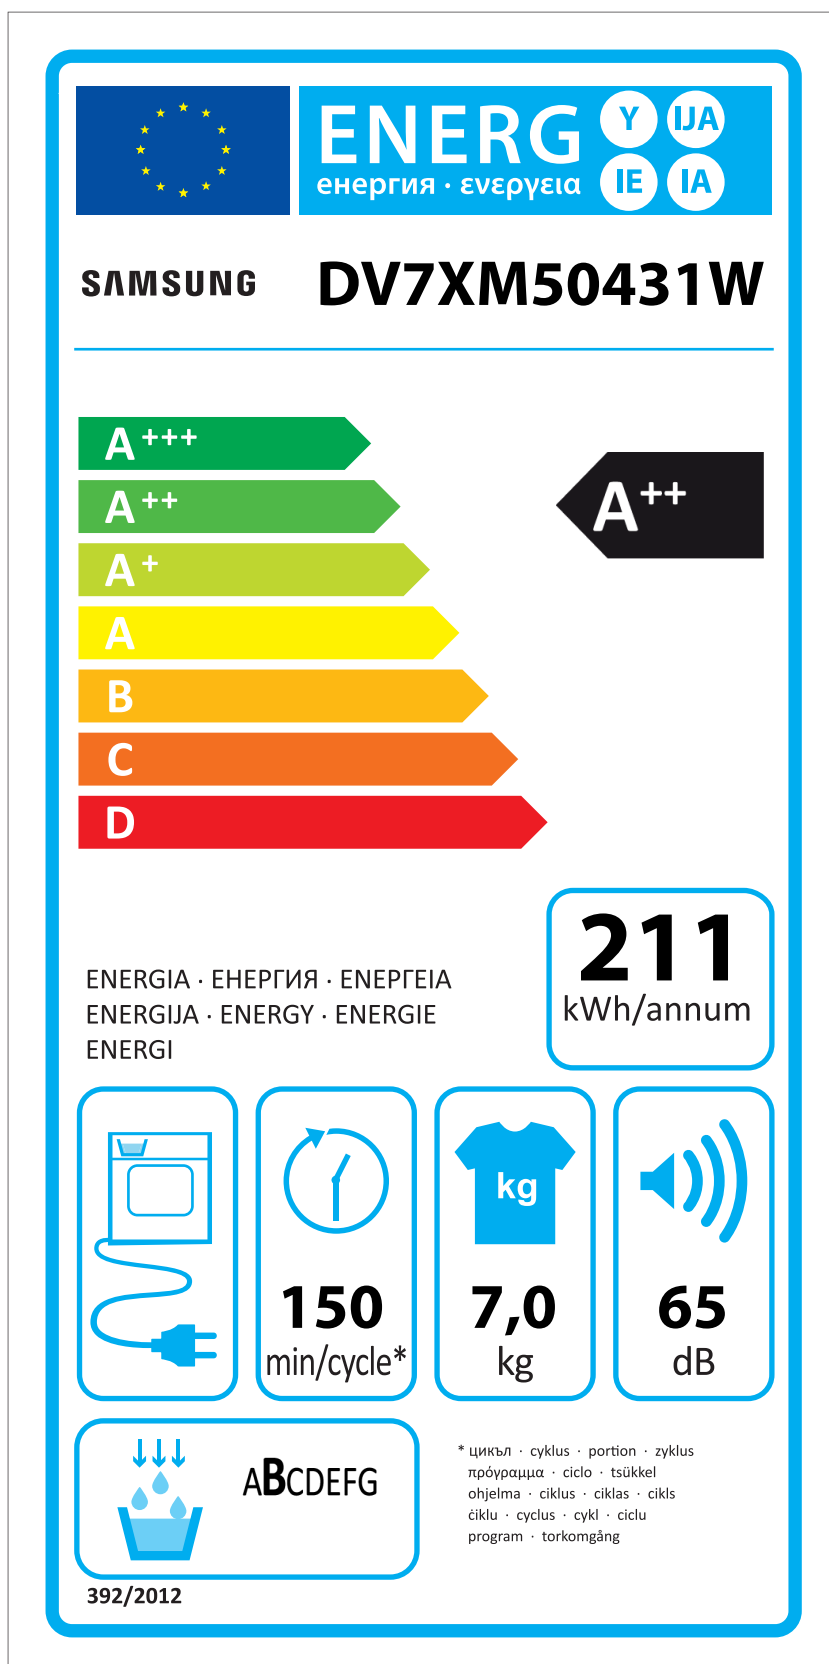 ENERG Y IJA
енергия · ενεργεια IE IA
SAMSUNG DV7XM50431W
A+++
A++
A++
A+
A
B
C
D
211
kWh/annum
ENERGIA · ЕНЕРГИЯ · ΕΝΕΡΓΕΙΑ
ENERGIJA · ENERGY · ENERGIE
ENERGI
kg
150
min/cycle*
7,0
kg
65
dB
ABCDEFG
* цикъл · cyklus · portion · zyklus
πρόγραμμα · ciclo · tsükkel
ohjelma · ciklus · ciklas · cikls
ċiklu · cyclus · cykl · ciclu
program · torkomgång
392/2012